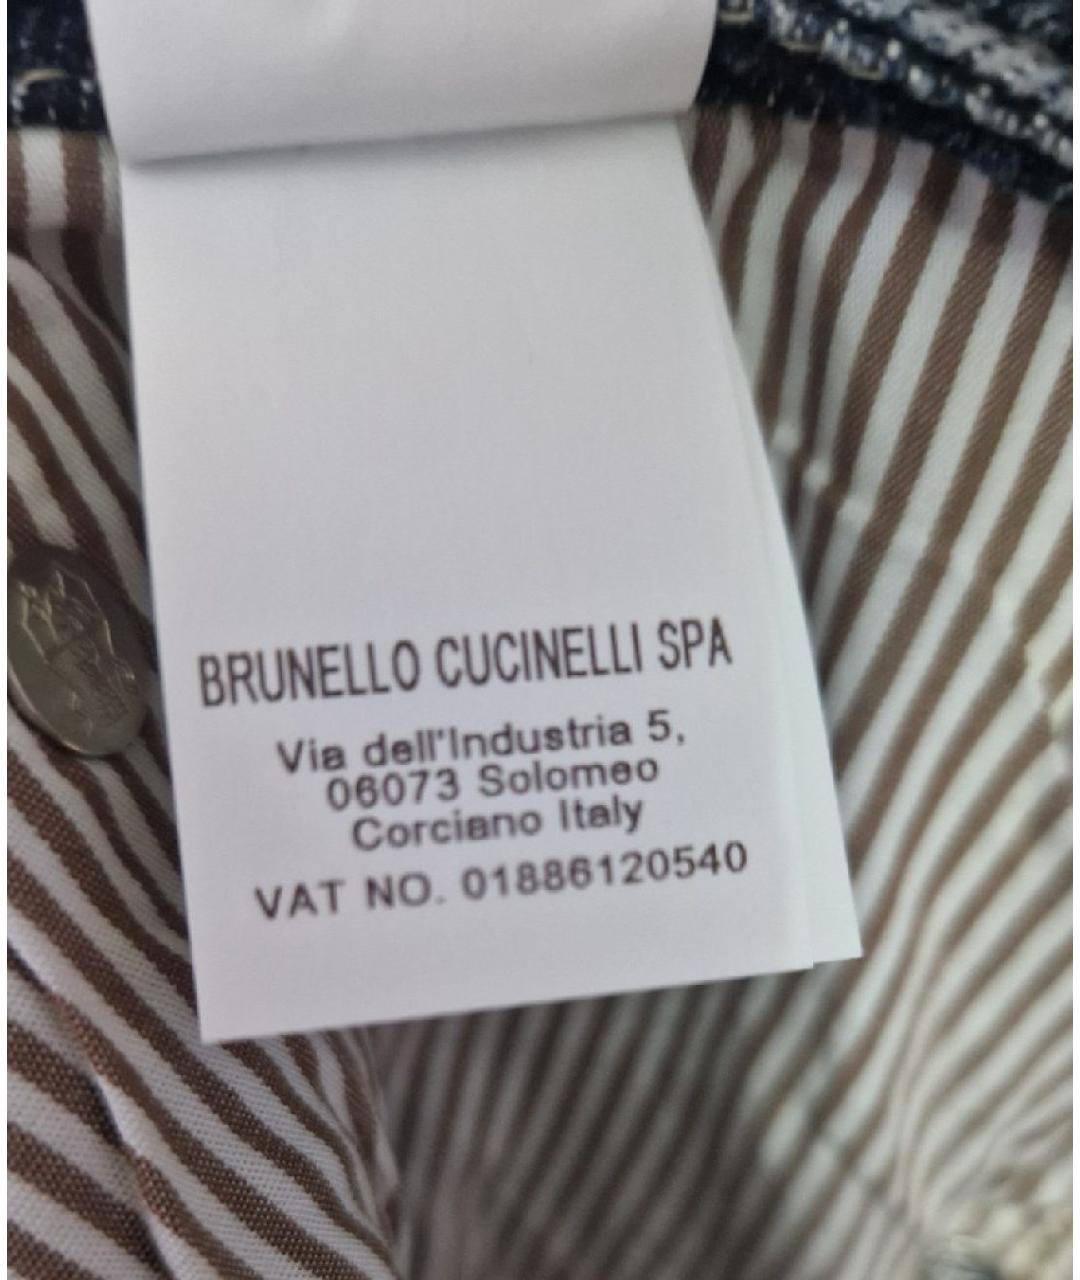 BRUNELLO CUCINELLI SPA
Via dell'Industria 5,
06073 Solomeo
Corciano Italy
VAT NO. 01886120540